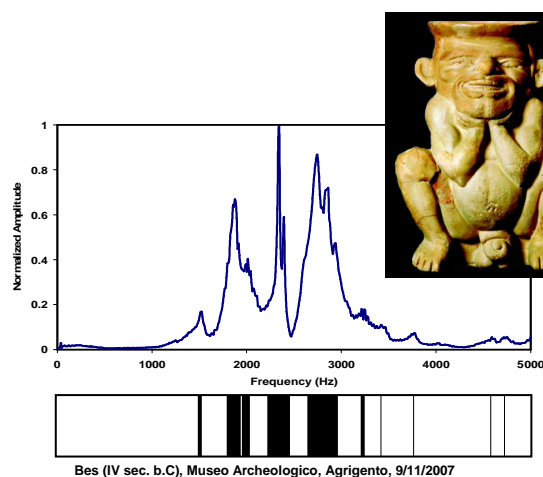 1
0.8
0.6
0.4
0.2
0
Normalized Amplitude
0 1000 2000 3000 4000 5000
Frequency (Hz)
Bes (IV sec. b.C), Museo Archeologico, Agrigento, 9/11/2007